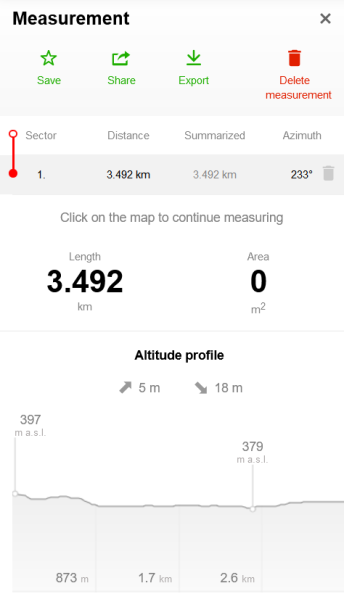 Measurement
Save Share Export Delete measurement
Sector Distance Summarized Azimuth
1. 3.492 km 3.492 km 233°
Click on the map to continue measuring
Length Area
3.492 0
km m2
Altitude profile
5 m 18 m
397
m a.s.l.
379
m a.s.l.
873 m 1.7 km 2.6 km